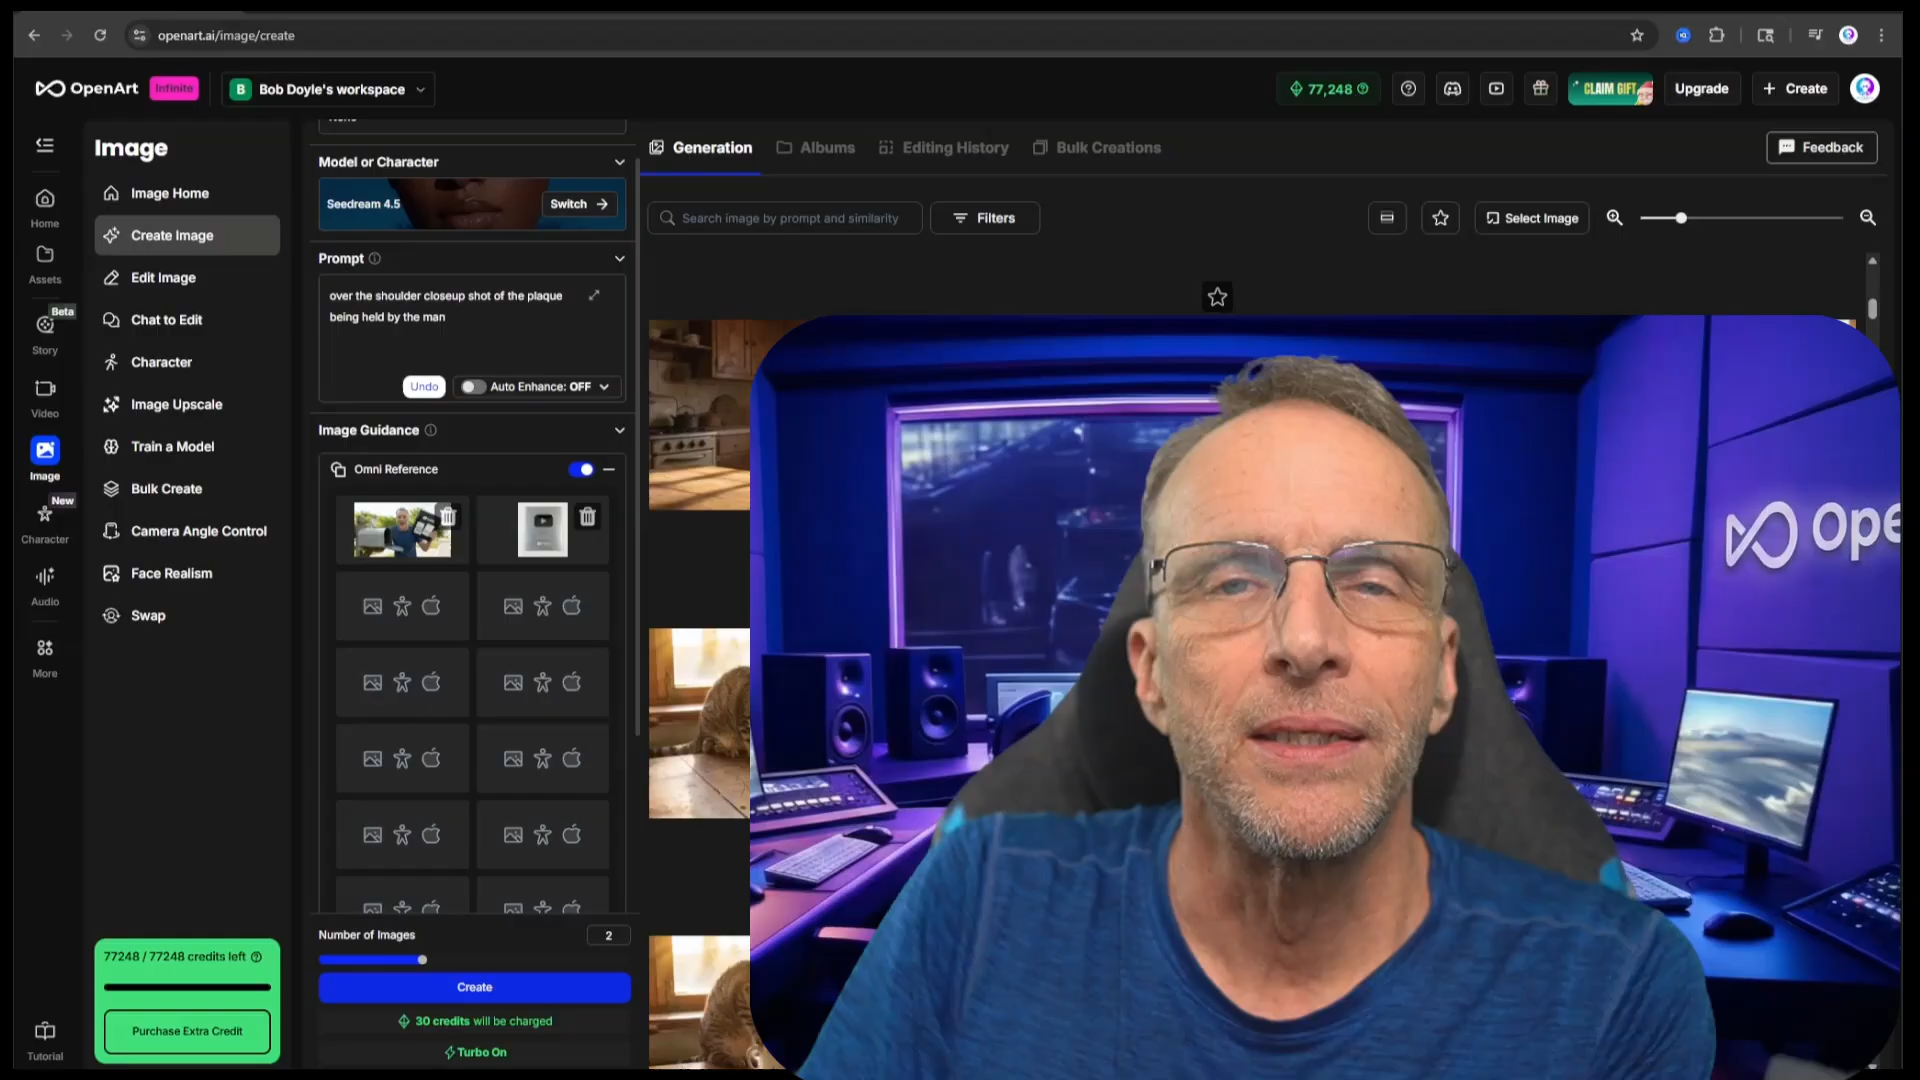 openart.ai/image/create
OpenArt
Infinite
B
Bob Doyle's workspace
77,248
CLAIM GIFT
Upgrade
+ Create
Image
Image Home
Create Image
Edit Image
Chat to Edit
Character
Image Upscale
Train a Model
Bulk Create
Camera Angle Control
Face Realism
Swap
Home
Assets
Beta
Story
Video
Image
New
Character
Audio
More
Tutorial
77248 / 77248 credits left
Purchase Extra Credit
Model or Character
Seedream 4.5
Switch
Prompt
over the shoulder closeup shot of the plaque
being held by the man
Undo
Auto Enhance: OFF
Image Guidance
Omni Reference
Number of Images
2
Create
30 credits will be charged
Turbo On
Generation
Albums
Editing History
Bulk Creations
Feedback
Search image by prompt and similarity
Filters
Select Image
Ope